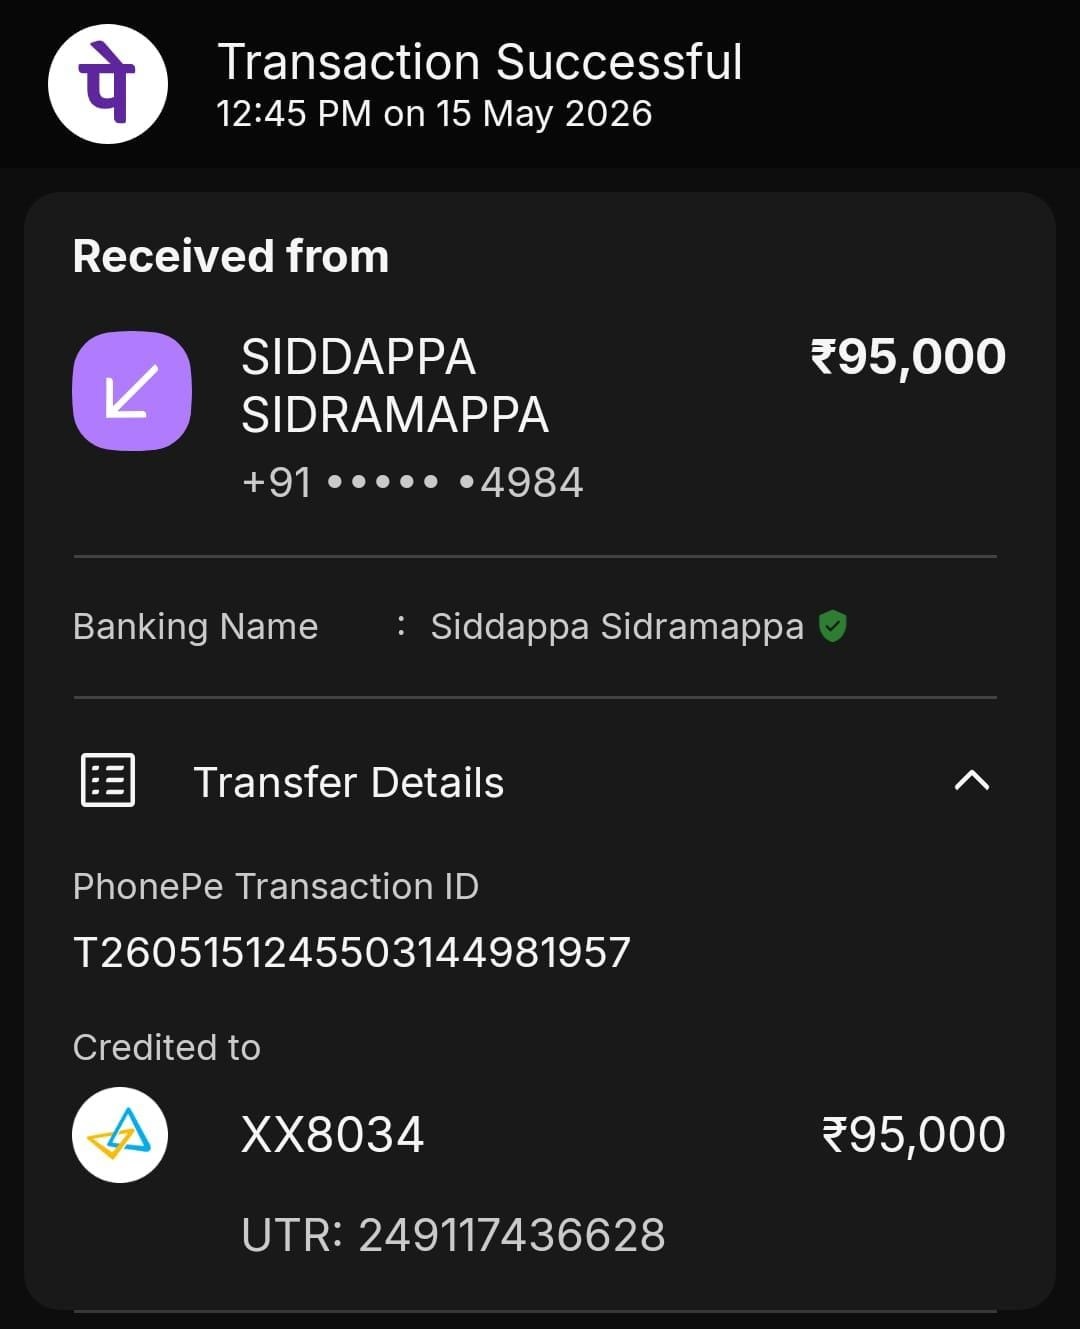 पे
Transaction Successful
12:45 PM on 15 May 2026
Received from
SIDDAPPA
SIDRAMAPPA
₹95,000
+91 ••••• •4984
Banking Name : Siddappa Sidramappa
Transfer Details
PhonePe Transaction ID
T2605151245503144981957
Credited to
XX8034 ₹95,000
UTR: 249117436628